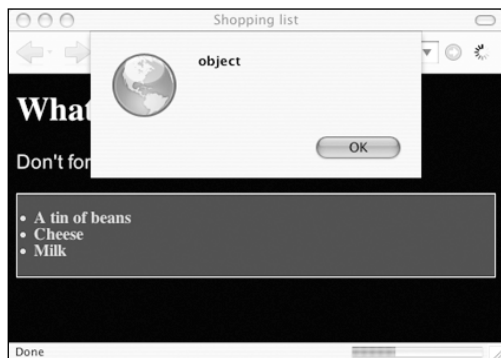 Shopping list
object
OK
What
Don't for
A tin of beans
Cheese
Milk
Done